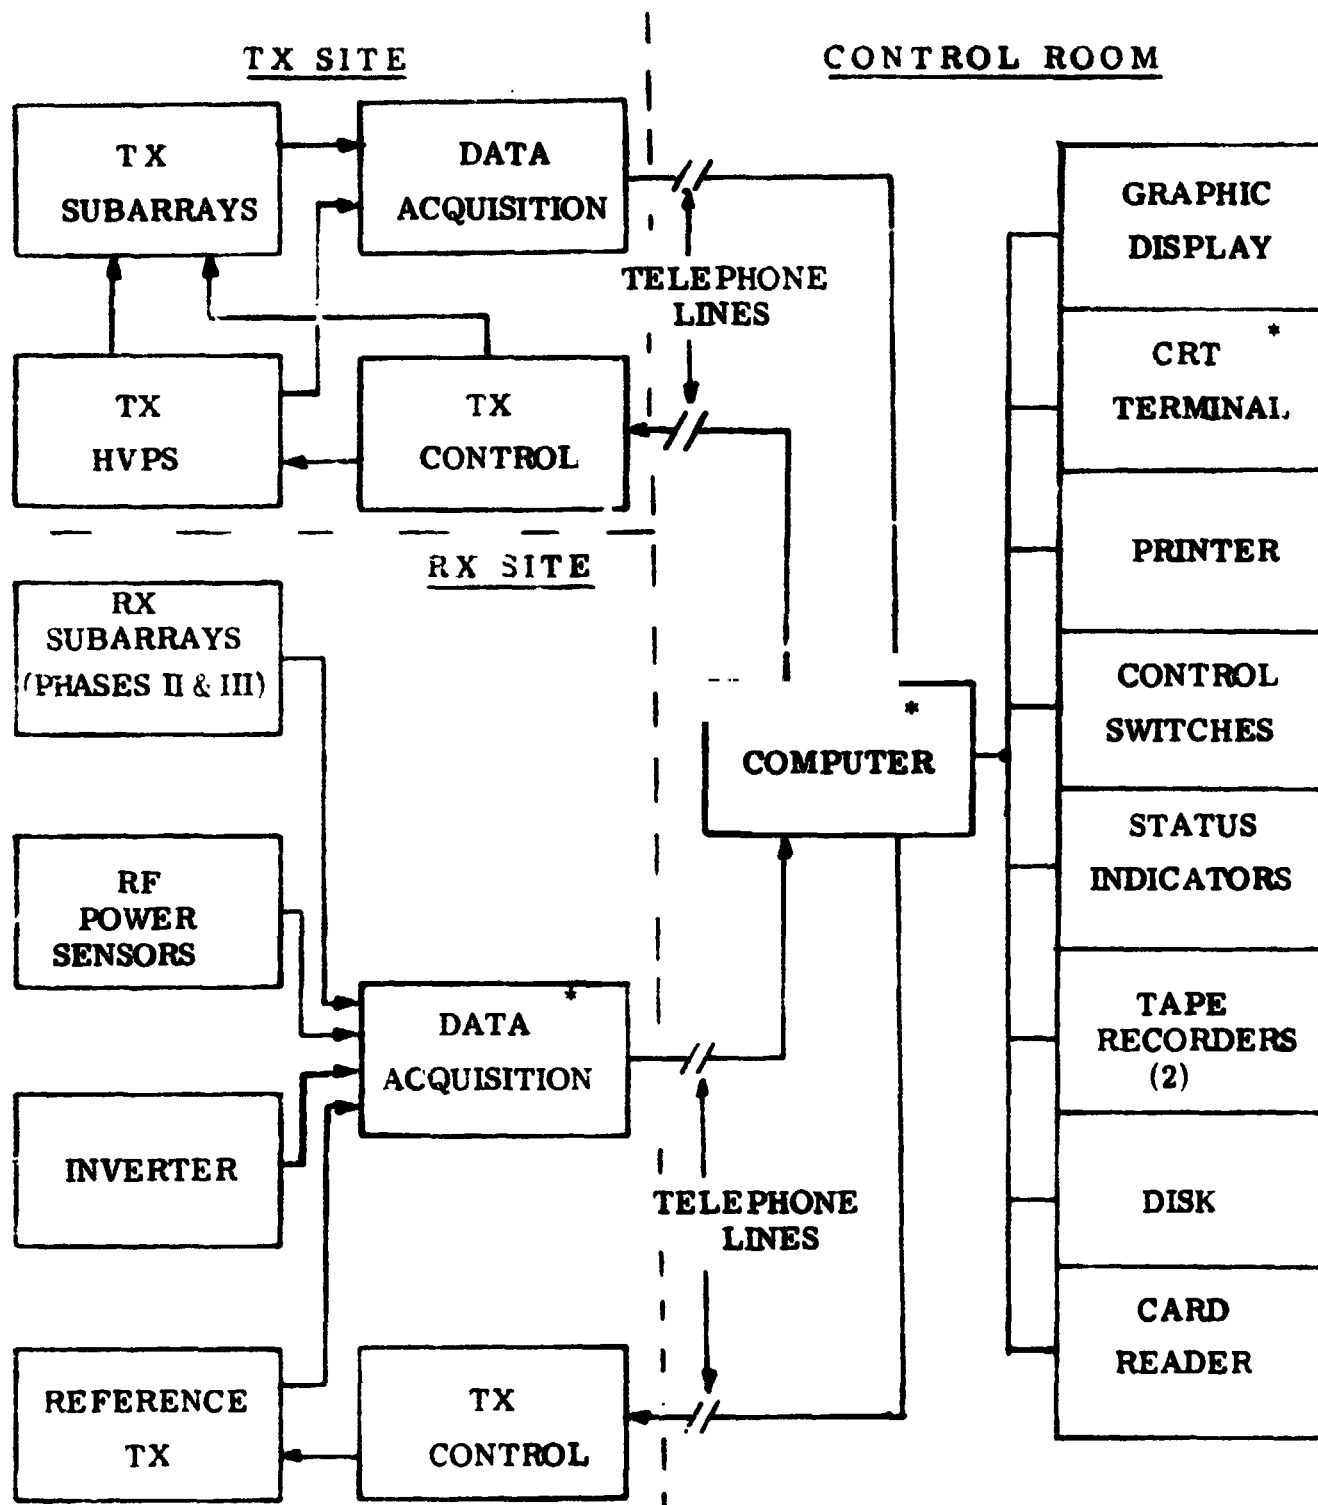 TX SITE
CONTROL ROOM
TX
SUBARRAYS
DATA
ACQUISITION
TELEPHONE
LINES
TX
HVPS
TX
CONTROL
RX SITE
RX
SUBARRAYS
(PHASES II & III)
RF
POWER
SENSORS
DATA *
ACQUISITION
INVERTER
TELEPHONE
LINES
REFERENCE
TX
TX
CONTROL
*
COMPUTER
GRAPHIC
DISPLAY
CRT *
TERMINAL
PRINTER
CONTROL
SWITCHES
STATUS
INDICATORS
TAPE
RECORDERS
(2)
DISK
CARD
READER